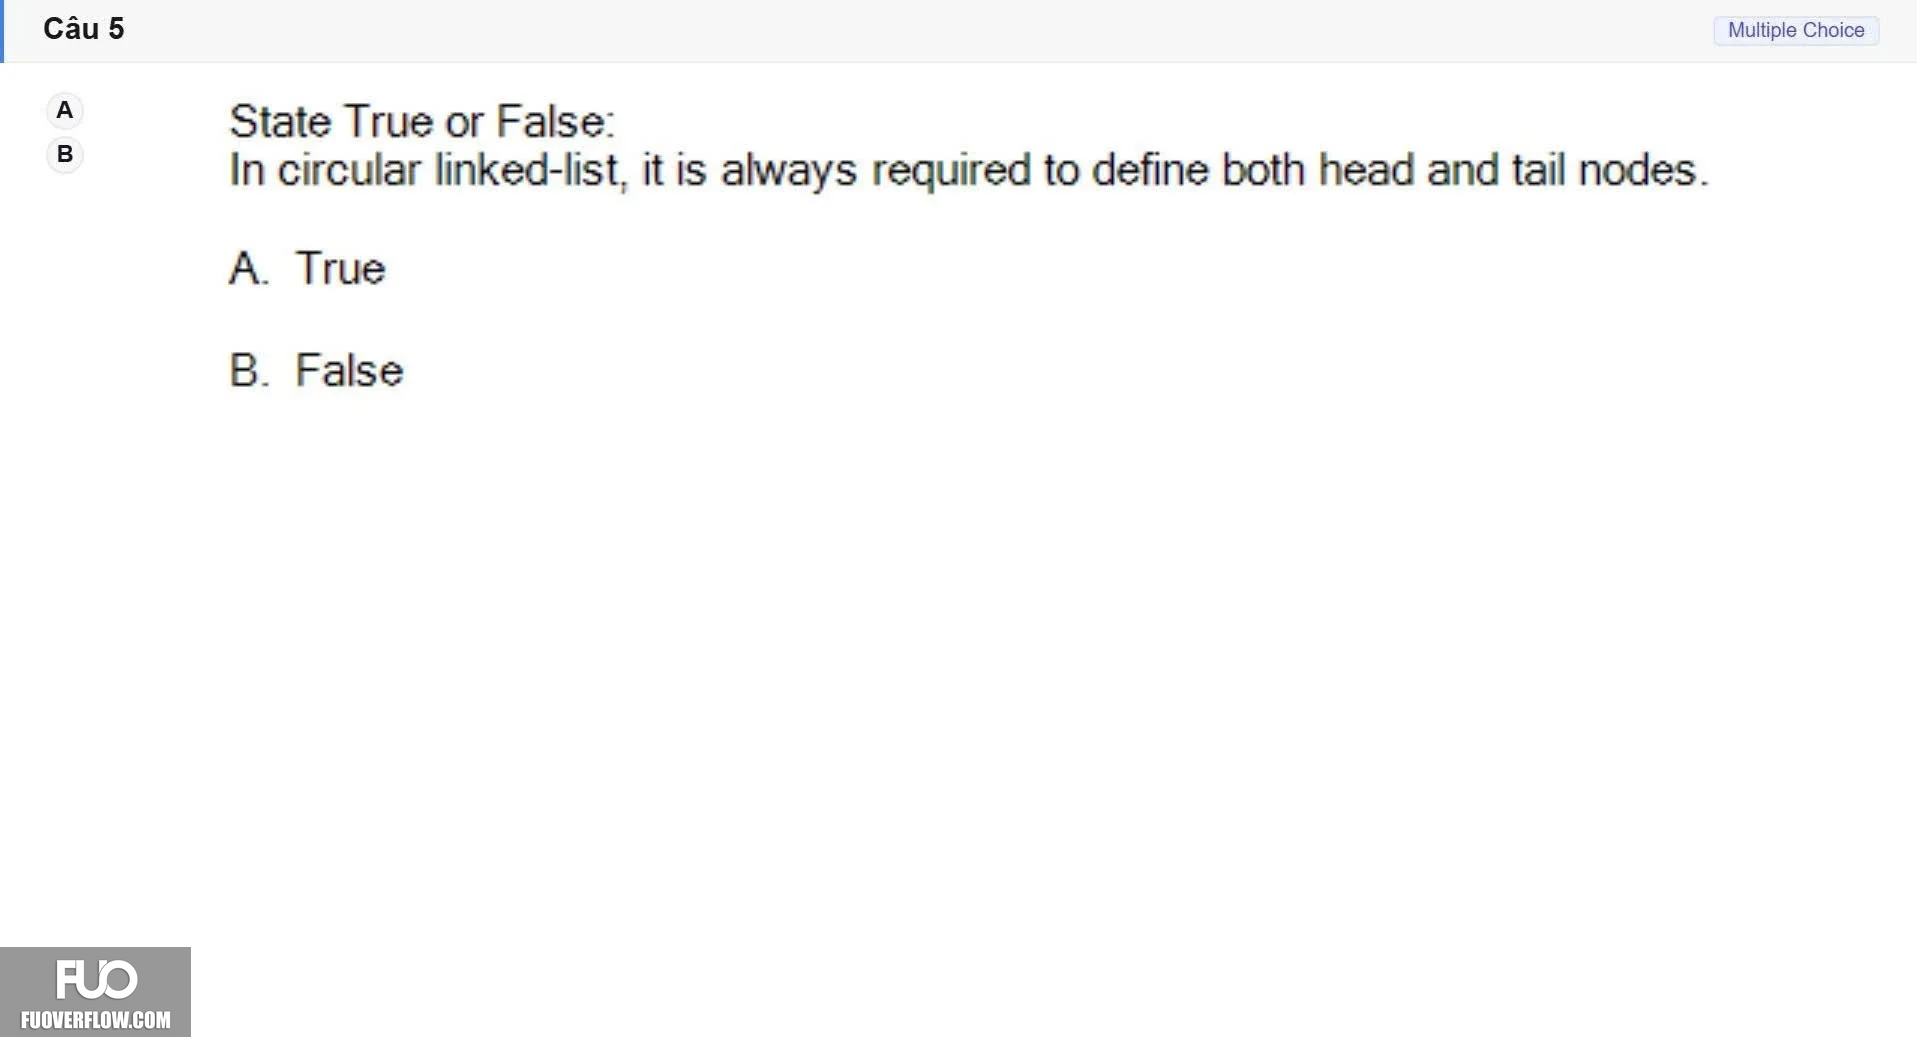 Câu 5
Multiple Choice
A
B
State True or False:
In circular linked-list, it is always required to define both head and tail nodes.
A. True
B. False
FUO
FUOVERFLOW.COM